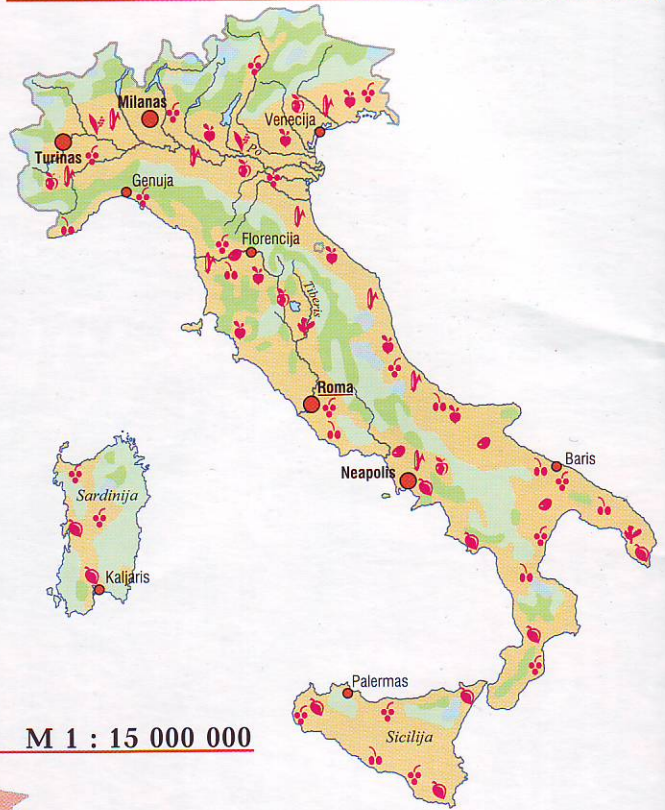 Milanas
Venecija
Turinas
Po
Genuja
Florencija
Tiberis
Roma
Baris
Neapolis
Sardinija
Kaljaris
Palermas
Sicilija
M 1 : 15 000 000